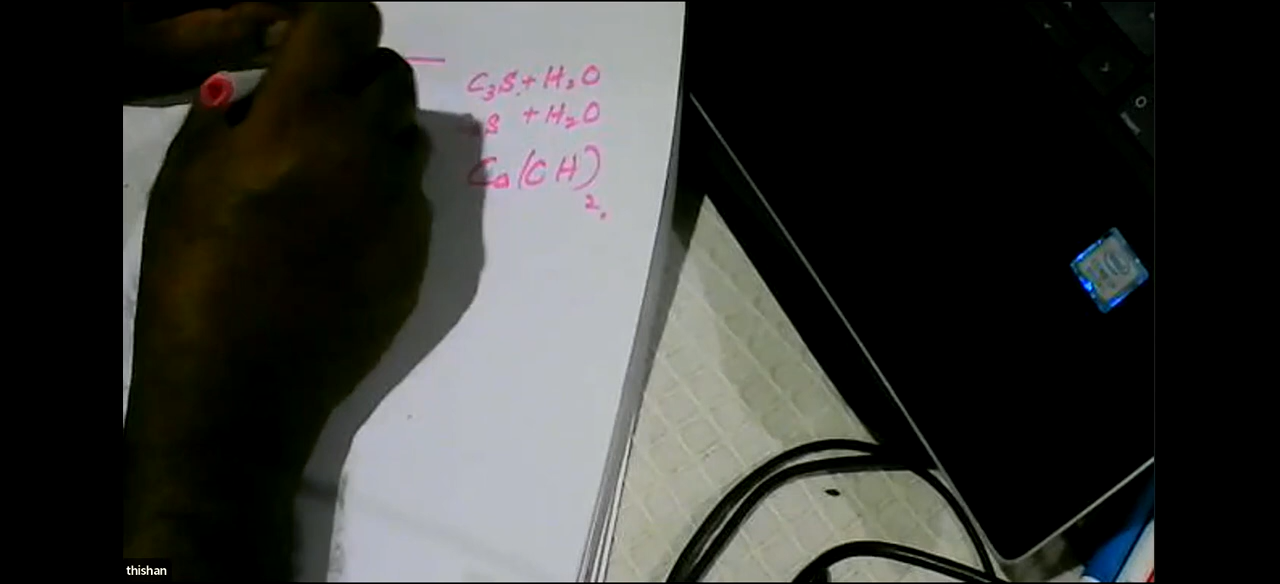 C₃S + H₂O
S + H₂O
Ca(CH)₂.
thishan